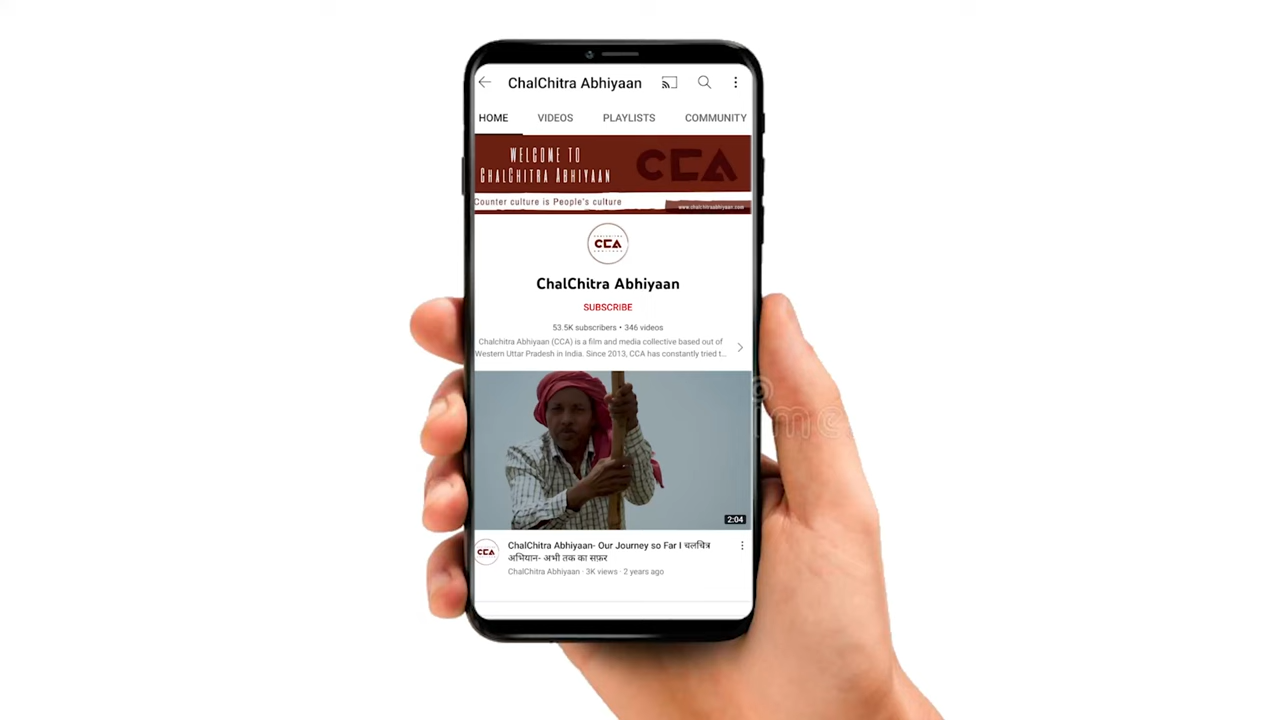 ChalChitra Abhiyaan
HOME VIDEOS PLAYLISTS COMMUNITY
WELCOME TO
CHALCHITRA ABHIYAAN
CCA
Counter culture is People's culture
www.chalchitraabhiyaan.com
CCA
ChalChitra Abhiyaan
SUBSCRIBE
53.5K subscribers • 346 videos
Chalchitra Abhiyaan (CCA) is a film and media collective based out of
Western Uttar Pradesh in India. Since 2013, CCA has constantly tried t...
2:04
CCA
ChalChitra Abhiyaan- Our Journey so Far I चलचित्र
अभियान- अभी तक का सफ़र
ChalChitra Abhiyaan · 3K views · 2 years ago